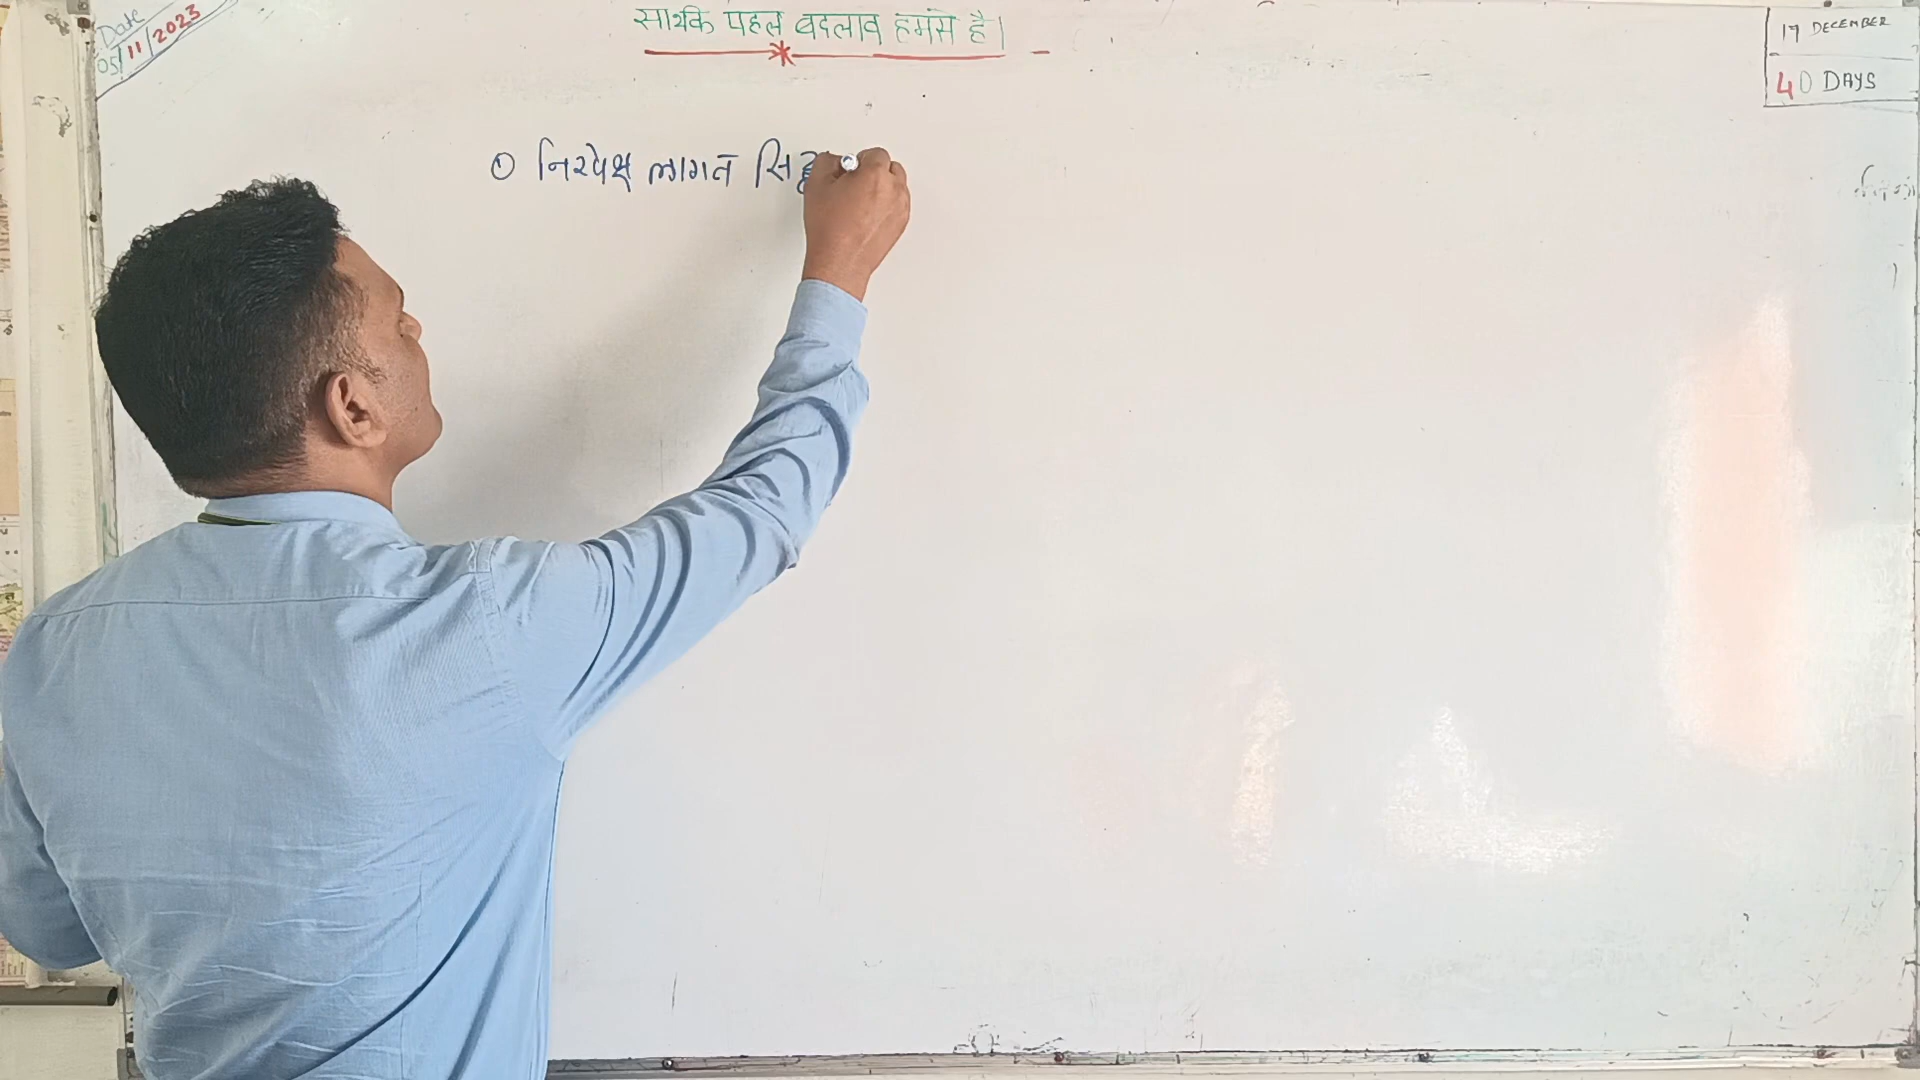 Date
05/11/2023
सार्थक पहल बदलाव हमसे है।
17 DECEMBER
40 DAYS
① निरपेक्ष लागत